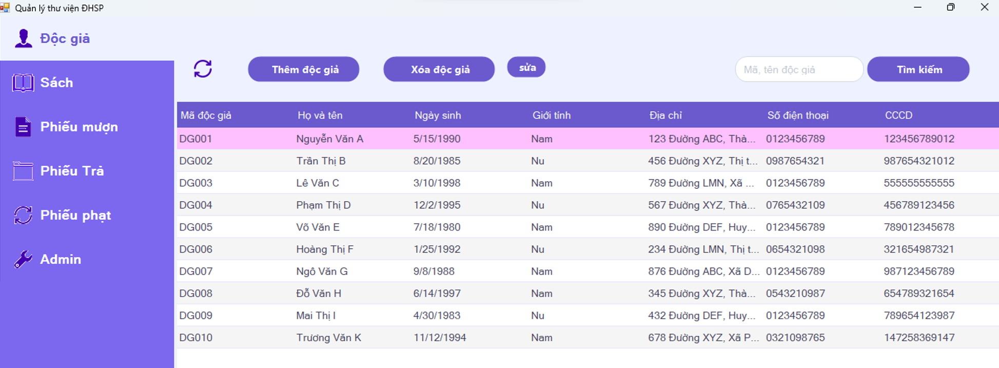 Quản lý thư viện ĐHSP
Độc giả
Sách
Phiếu mượn
Phiếu Trả
Phiếu phạt
Admin
Thêm độc giả Xóa độc giả sửa Mã, tên độc giả Tìm kiếm
Mã độc giả Họ và tên Ngày sinh Giới tính Địa chỉ Số điện thoại CCCD
DG001 Nguyễn Văn A 5/15/1990 Nam 123 Đường ABC, Thà... 0123456789 123456789012
DG002 Trần Thị B 8/20/1985 Nu 456 Đường XYZ, Thị t... 0987654321 987654321012
DG003 Lê Văn C 3/10/1998 Nam 789 Đường LMN, Xã ... 0123456789 555555555555
DG004 Phạm Thị D 12/2/1995 Nu 567 Đường XYZ, Thà... 0765432109 456789123456
DG005 Võ Văn E 7/18/1980 Nam 890 Đường DEF, Huy... 0123456789 789012345678
DG006 Hoàng Thị F 1/25/1992 Nu 234 Đường LMN, Thị t... 0654321098 321654987321
DG007 Ngô Văn G 9/8/1988 Nam 876 Đường ABC, Xã D... 0123456789 987123456789
DG008 Đỗ Văn H 6/14/1997 Nam 345 Đường XYZ, Thà... 0543210987 654789321654
DG009 Mai Thị I 4/30/1983 Nu 432 Đường DEF, Huy... 0123456789 789654123987
DG010 Trương Văn K 11/12/1994 Nam 678 Đường XYZ, Xã P... 0321098765 147258369147